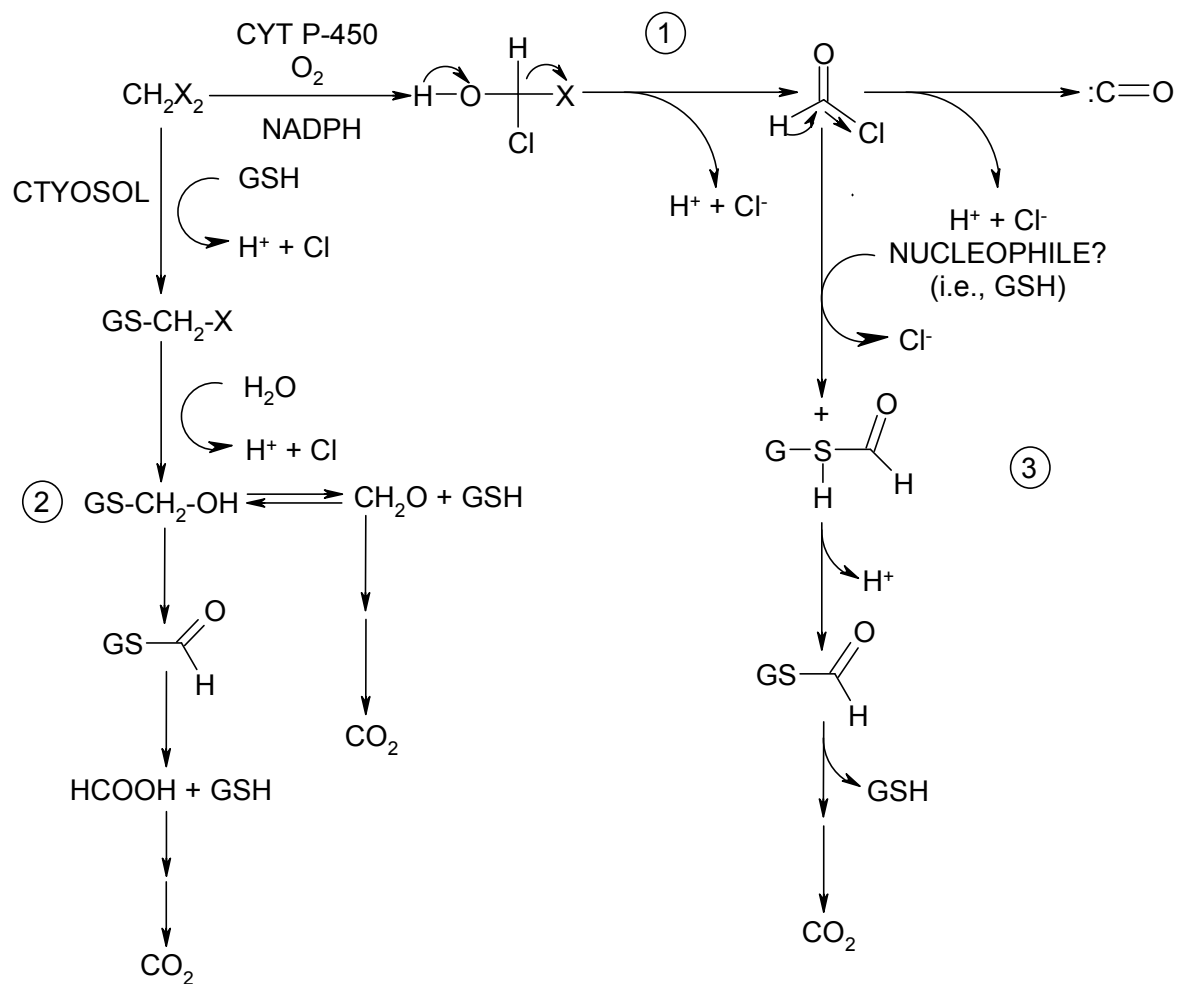 CYT P-450
O₂
CH₂X₂
NADPH
H-O
H
X
Cl
①
H⁺ + Cl⁻
O
H
Cl
:C=O
H⁺ + Cl⁻
CTYOSOL
GSH
H⁺ + Cl
NUCLEOPHILE?
(i.e., GSH)
Cl⁻
GS-CH₂-X
H₂O
H⁺ + Cl
② GS-CH₂-OH
CH₂O + GSH
+
G-S
H
O
H
③
H⁺
GS
O
H
GS
O
H
CO₂
HCOOH + GSH
GSH
CO₂
CO₂